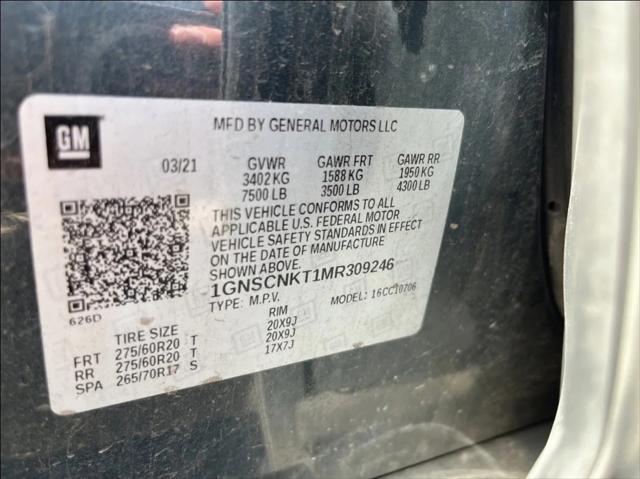 GM
MFD BY GENERAL MOTORS LLC
03/21 GVWR GAWR FRT GAWR RR
3402 KG 1588 KG 1950 KG
7500 LB 3500 LB 4300 LB
THIS VEHICLE CONFORMS TO ALL
APPLICABLE U.S. FEDERAL MOTOR
VEHICLE SAFETY STANDARDS IN EFFECT
ON THE DATE OF MANUFACTURE
SHOWN ABOVE.
1GNSCNKT1MR309246
TYPE: M.P.V. MODEL: 16CC10706
626D
TIRE SIZE RIM
FRT 275/60R20 T 20X9J
RR 275/60R20 T 20X9J
SPA 265/70R17 S 17X7J